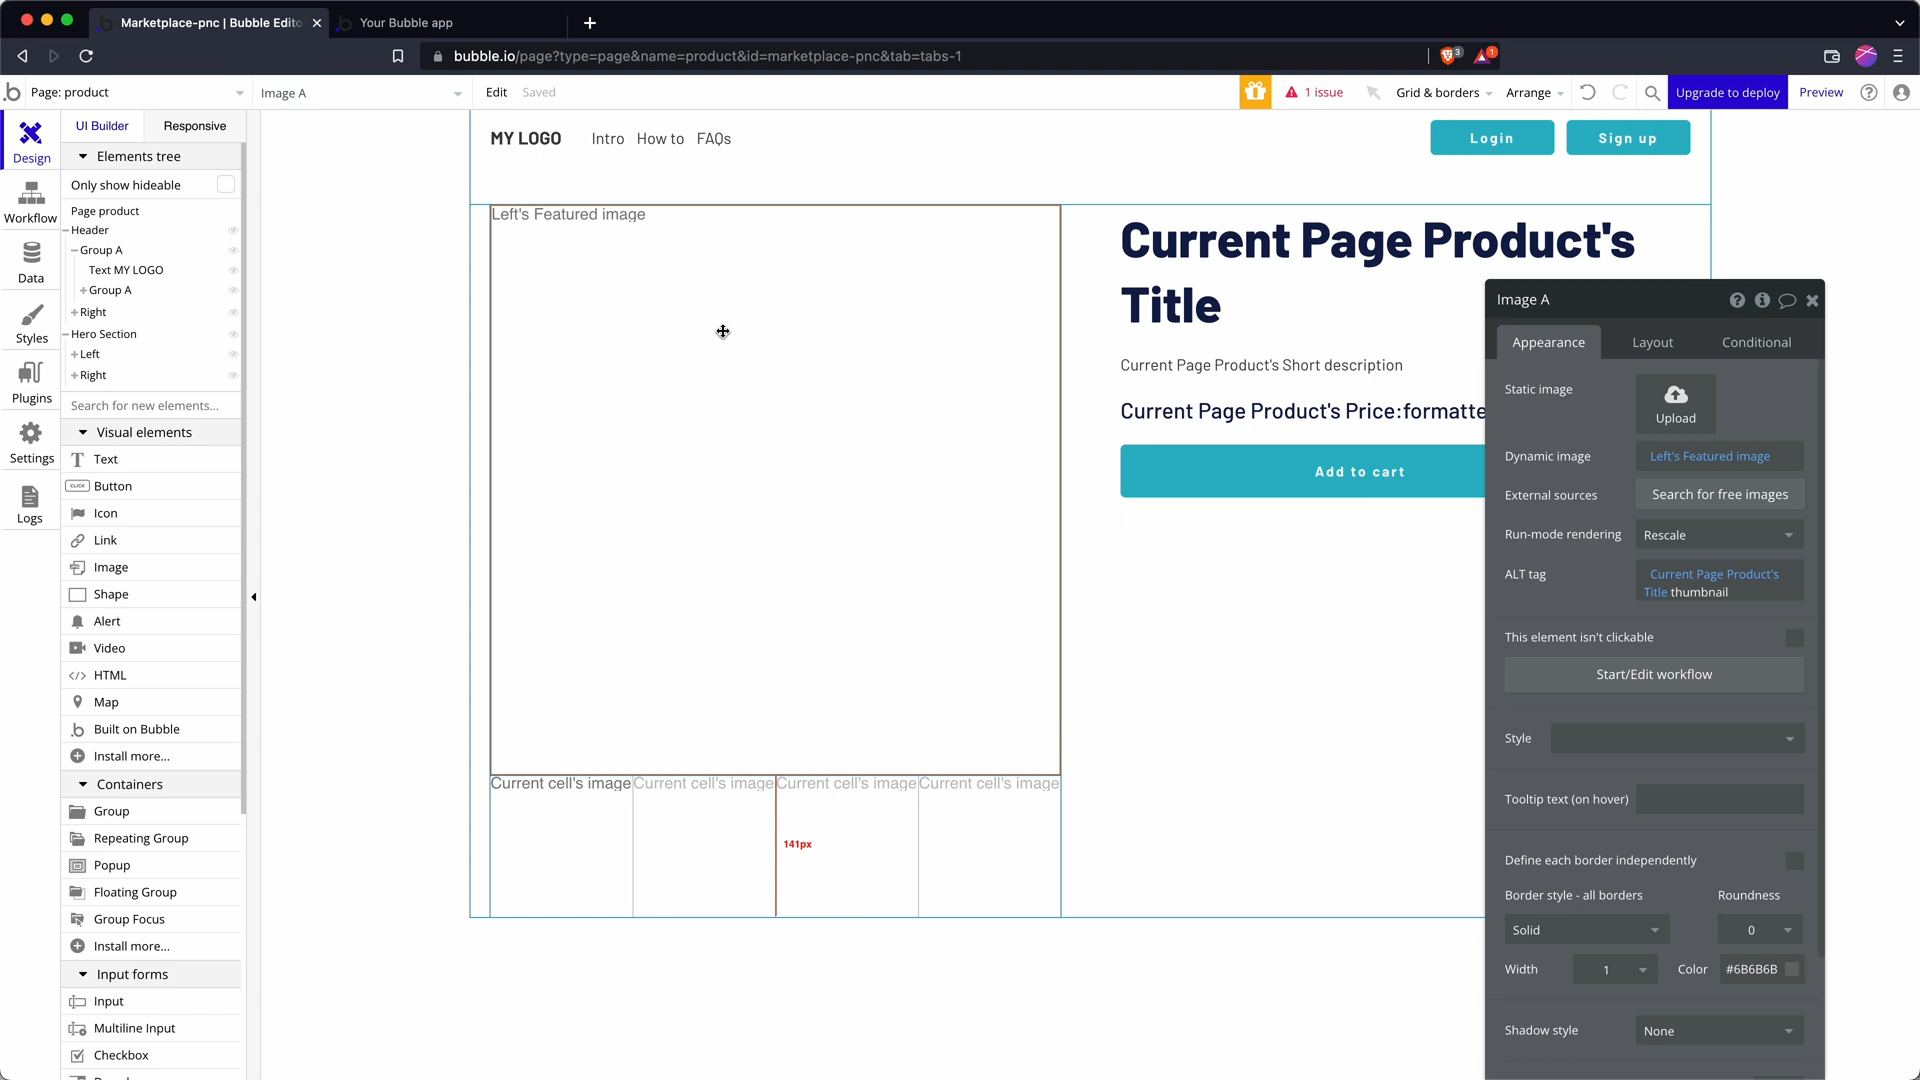 Marketplace-pnc | Bubble Edito
Your Bubble app
bubble.io/page?type=page&name=product&id=marketplace-pnc&tab=tabs-1
3
1
Page: product
Image A
Edit
Saved
1 issue
Grid & borders
Arrange
Upgrade to deploy
Preview
UI Builder
Responsive
Design
Workflow
Data
Styles
Plugins
Settings
Logs
Elements tree
Only show hideable
Page product
Header
Group A
Text MY LOGO
Group A
Right
Hero Section
Left
Right
Search for new elements...
Visual elements
Text
CLICK
Button
Icon
Link
Image
Shape
Alert
Video
HTML
Map
Built on Bubble
Install more...
Containers
Group
Repeating Group
Popup
Floating Group
Group Focus
Install more...
Input forms
Input
Multiline Input
Checkbox
MY LOGO
Intro
How to
FAQs
Login
Sign up
Left's Featured image
Current Page Product's
Title
Current Page Product's Short description
Current Page Product's Price:formatte
Add to cart
Current cell's image
Current cell's image
Current cell's image
Current cell's image
141px
Image A
Appearance
Layout
Conditional
Static image
Upload
Dynamic image
Left's Featured image
External sources
Search for free images
Run-mode rendering
Rescale
ALT tag
Current Page Product's
Title thumbnail
This element isn't clickable
Start/Edit workflow
Style
Tooltip text (on hover)
Define each border independently
Border style - all borders
Roundness
Solid
0
Width
1
Color
#6B6B6B
Shadow style
None